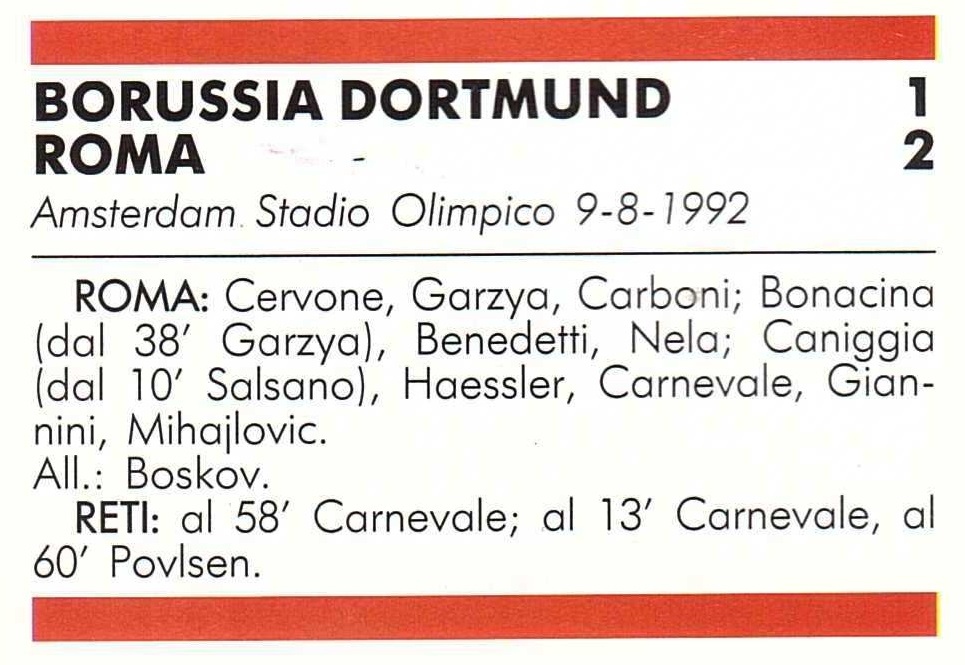 BORUSSIA DORTMUND 1
ROMA 2
Amsterdam. Stadio Olimpico 9-8-1992
ROMA: Cervone, Garzya, Carboni; Bonacina
(dal 38' Garzya), Benedetti, Nela; Caniggia
(dal 10' Salsano), Haessler, Carnevale, Gian-
nini, Mihajlovic.
All.: Boskov.
RETI: al 58' Carnevale; al 13' Carnevale, al
60' Povlsen.